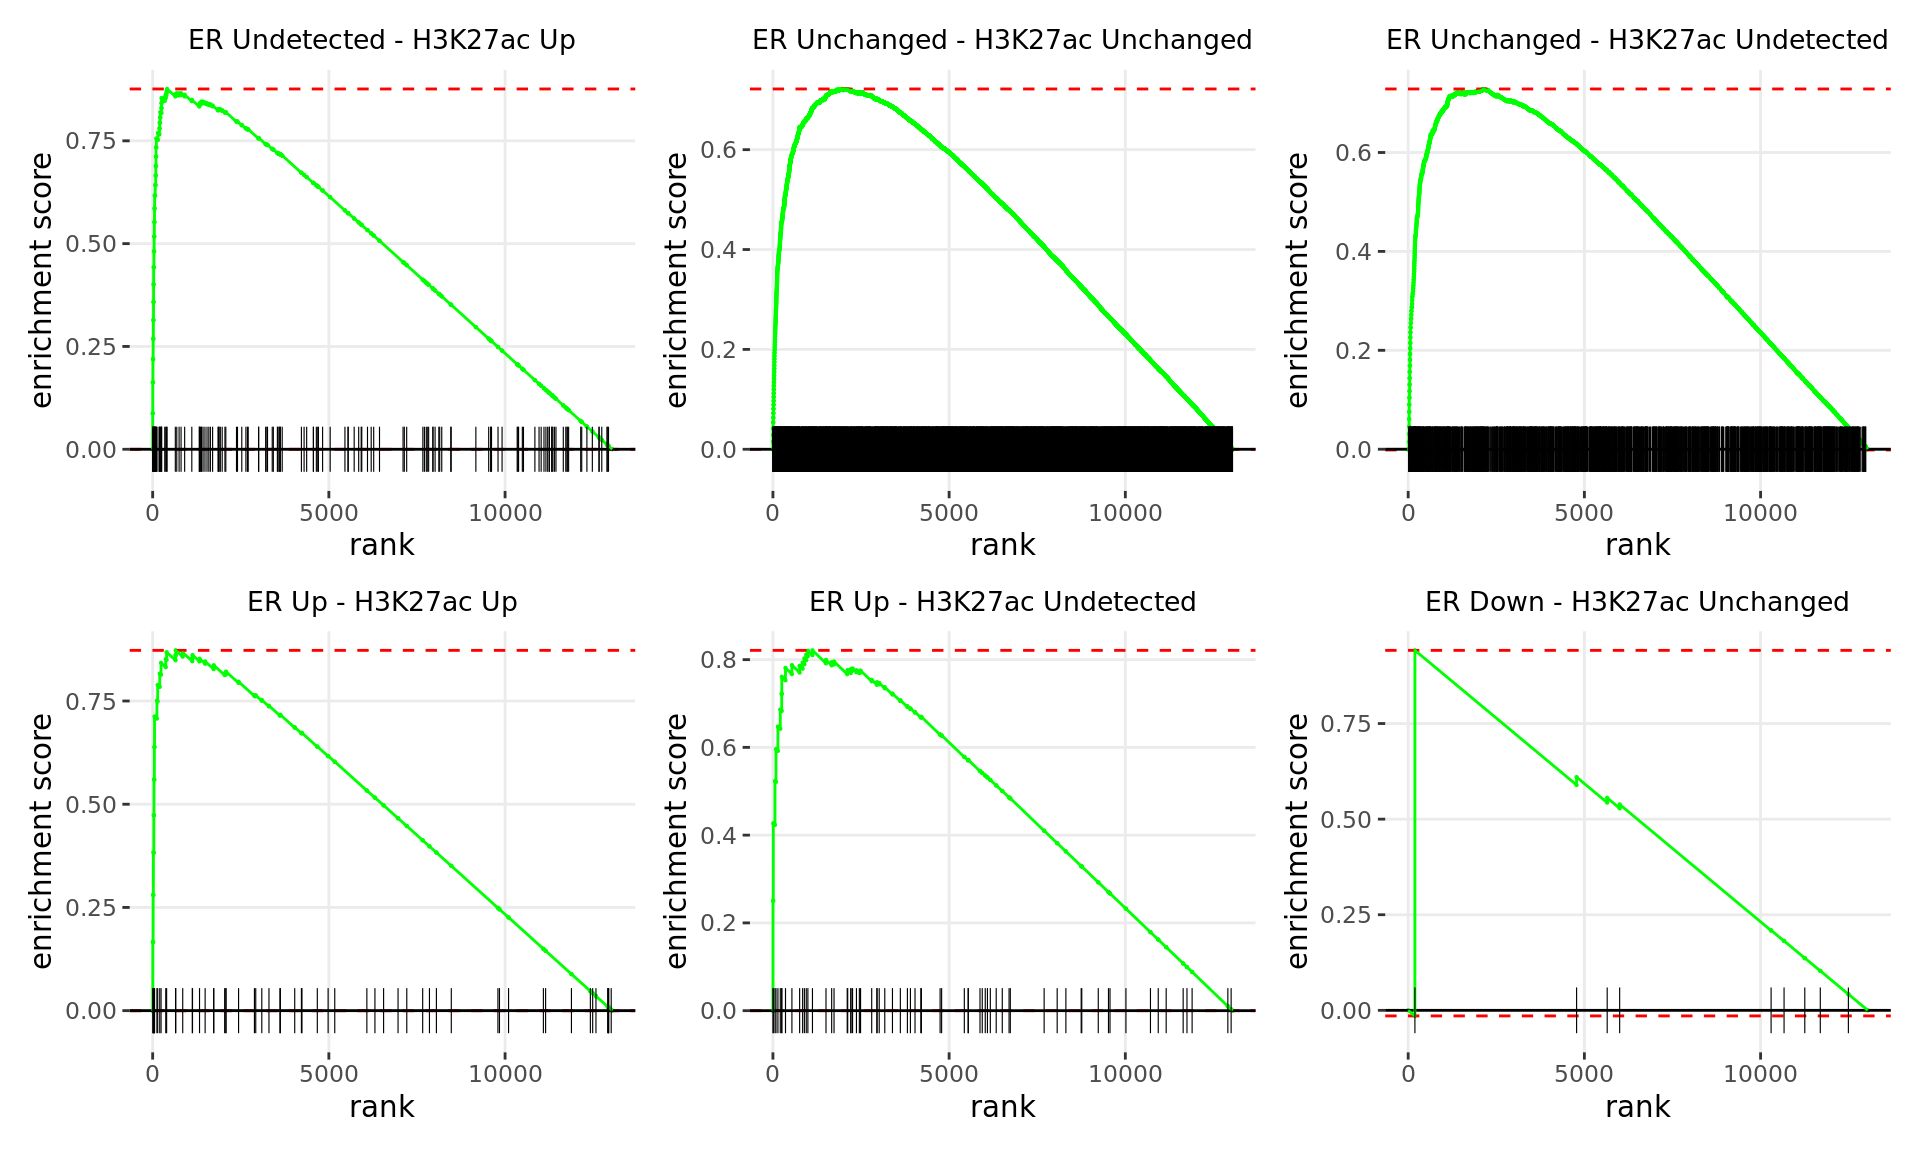 ER Undetected - H3K27ac Up
ER Unchanged - H3K27ac Unchanged
ER Unchanged - H3K27ac Undetected
enrichment score
0.75
0.50
0.25
0.00
0
5000
10000
rank
enrichment score
0.6
0.4
0.2
0.0
0
5000
10000
rank
enrichment score
0.6
0.4
0.2
0.0
0
5000
10000
rank
ER Up - H3K27ac Up
ER Up - H3K27ac Undetected
ER Down - H3K27ac Unchanged
enrichment score
0.75
0.50
0.25
0.00
0
5000
10000
rank
enrichment score
0.8
0.6
0.4
0.2
0.0
0
5000
10000
rank
enrichment score
0.75
0.50
0.25
0.00
0
5000
10000
rank